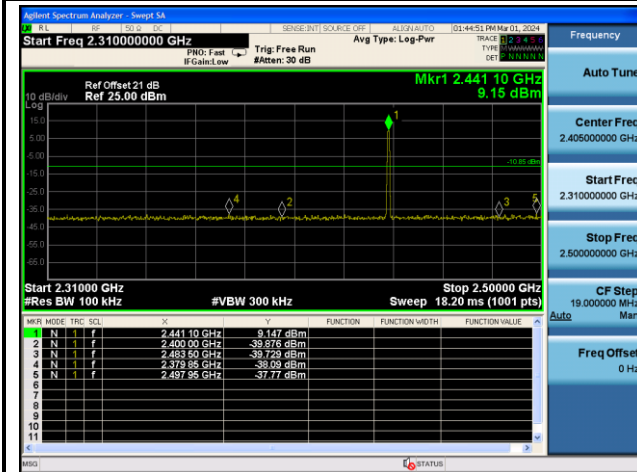 Agilent Spectrum Analyzer - Swept SA
RL RF 50 Ω DC SENSE:INT SOURCE OFF ALIGN AUTO 01:44:51 PM Mar 01, 2024
Start Freq 2.310000000 GHz
PNO: Fast
IFGain:Low
Trig: Free Run
#Atten: 30 dB
Avg Type: Log-Pwr
TRACE 1 2 3 4 5 6
TYPE M
DET P N N N N N
Ref Offset 21 dB
Ref 25.00 dBm
10 dB/div
Log
Mkr1 2.441 10 GHz
9.15 dBm
15.0
5.00
-5.00
-15.0
-25.0
-35.0
-45.0
-55.0
-65.0
1
-10.85 dBm
4
2
3
5
Start 2.31000 GHz
#Res BW 100 kHz
#VBW 300 kHz
Stop 2.50000 GHz
Sweep 18.20 ms (1001 pts)
MKR MODE TRC SCL X Y FUNCTION FUNCTION WIDTH FUNCTION VALUE
1 N 1 f 2.441 10 GHz 9.147 dBm
2 N 1 f 2.400 00 GHz -39.876 dBm
3 N 1 f 2.483 50 GHz -39.729 dBm
4 N 1 f 2.379 85 GHz -38.09 dBm
5 N 1 f 2.497 95 GHz -37.77 dBm
6
7
8
9
10
11
MSG STATUS
Frequency
Auto Tune
Center Freq
2.405000000 GHz
Start Freq
2.310000000 GHz
Stop Freq
2.500000000 GHz
CF Step
19.000000 MHz
Auto Man
Freq Offset
0 Hz